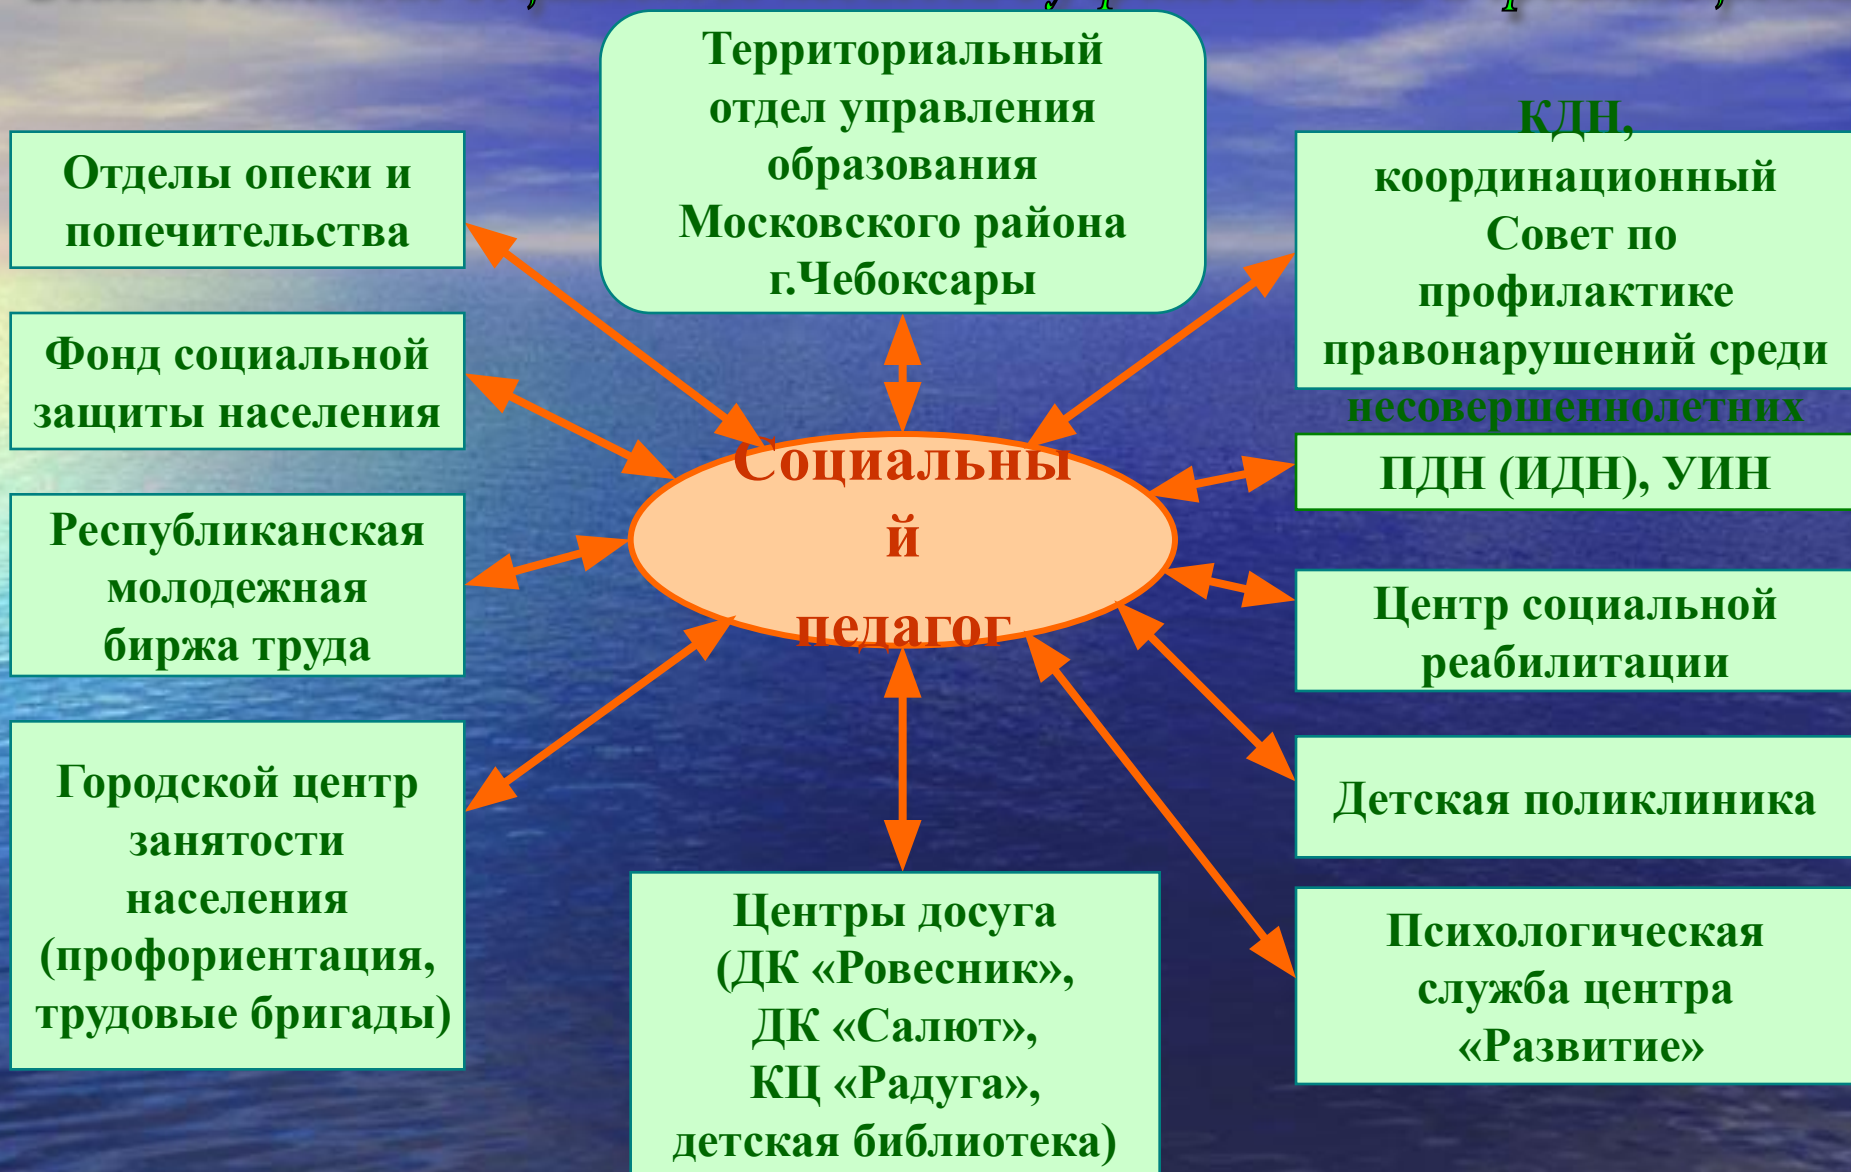 Территориальный
отдел управления
образования
Московского района
г.Чебоксары
Отделы опеки и
попечительства
Фонд социальной
защиты населения
Республиканская
молодежная
биржа труда
Городской центр
занятости
населения
(профориентация,
трудовые бригады)
Социальны
й
педагог
Центры досуга
(ДК «Ровесник»,
ДК «Салют»,
КЦ «Радуга»,
детская библиотека)
КДН,
координационный
Совет по
профилактике
правонарушений среди
несовершеннолетних
ПДН (ИДН), УИН
Центр социальной
реабилитации
Детская поликлиника
Психологическая
служба центра
«Развитие»